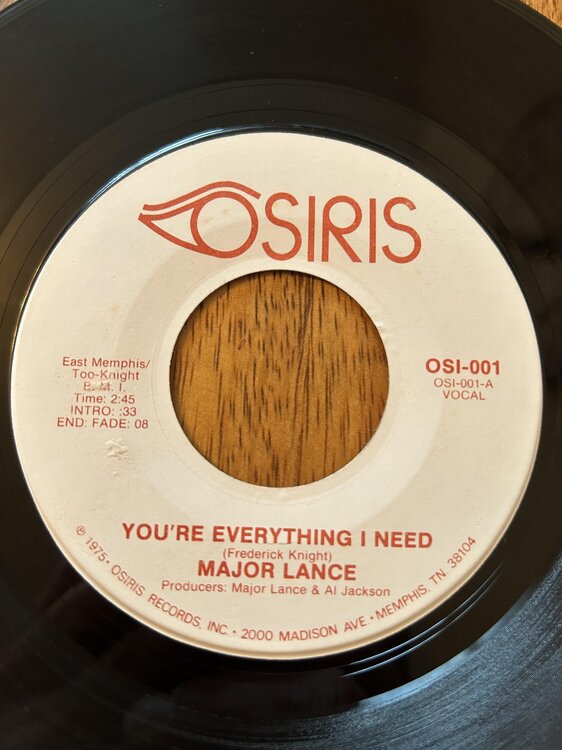 OSIRIS
East Memphis/
Too-Knight
B. M. I.
Time: 2:45
INTRO: :33
END: FADE: 08
OSI-001
OSI-001-A
VOCAL
YOU'RE EVERYTHING I NEED
(Frederick Knight)
MAJOR LANCE
Producers: Major Lance & Al Jackson
℗ 1975 • OSIRIS RECORDS, INC. • 2000 MADISON AVE • MEMPHIS, TN. 38104